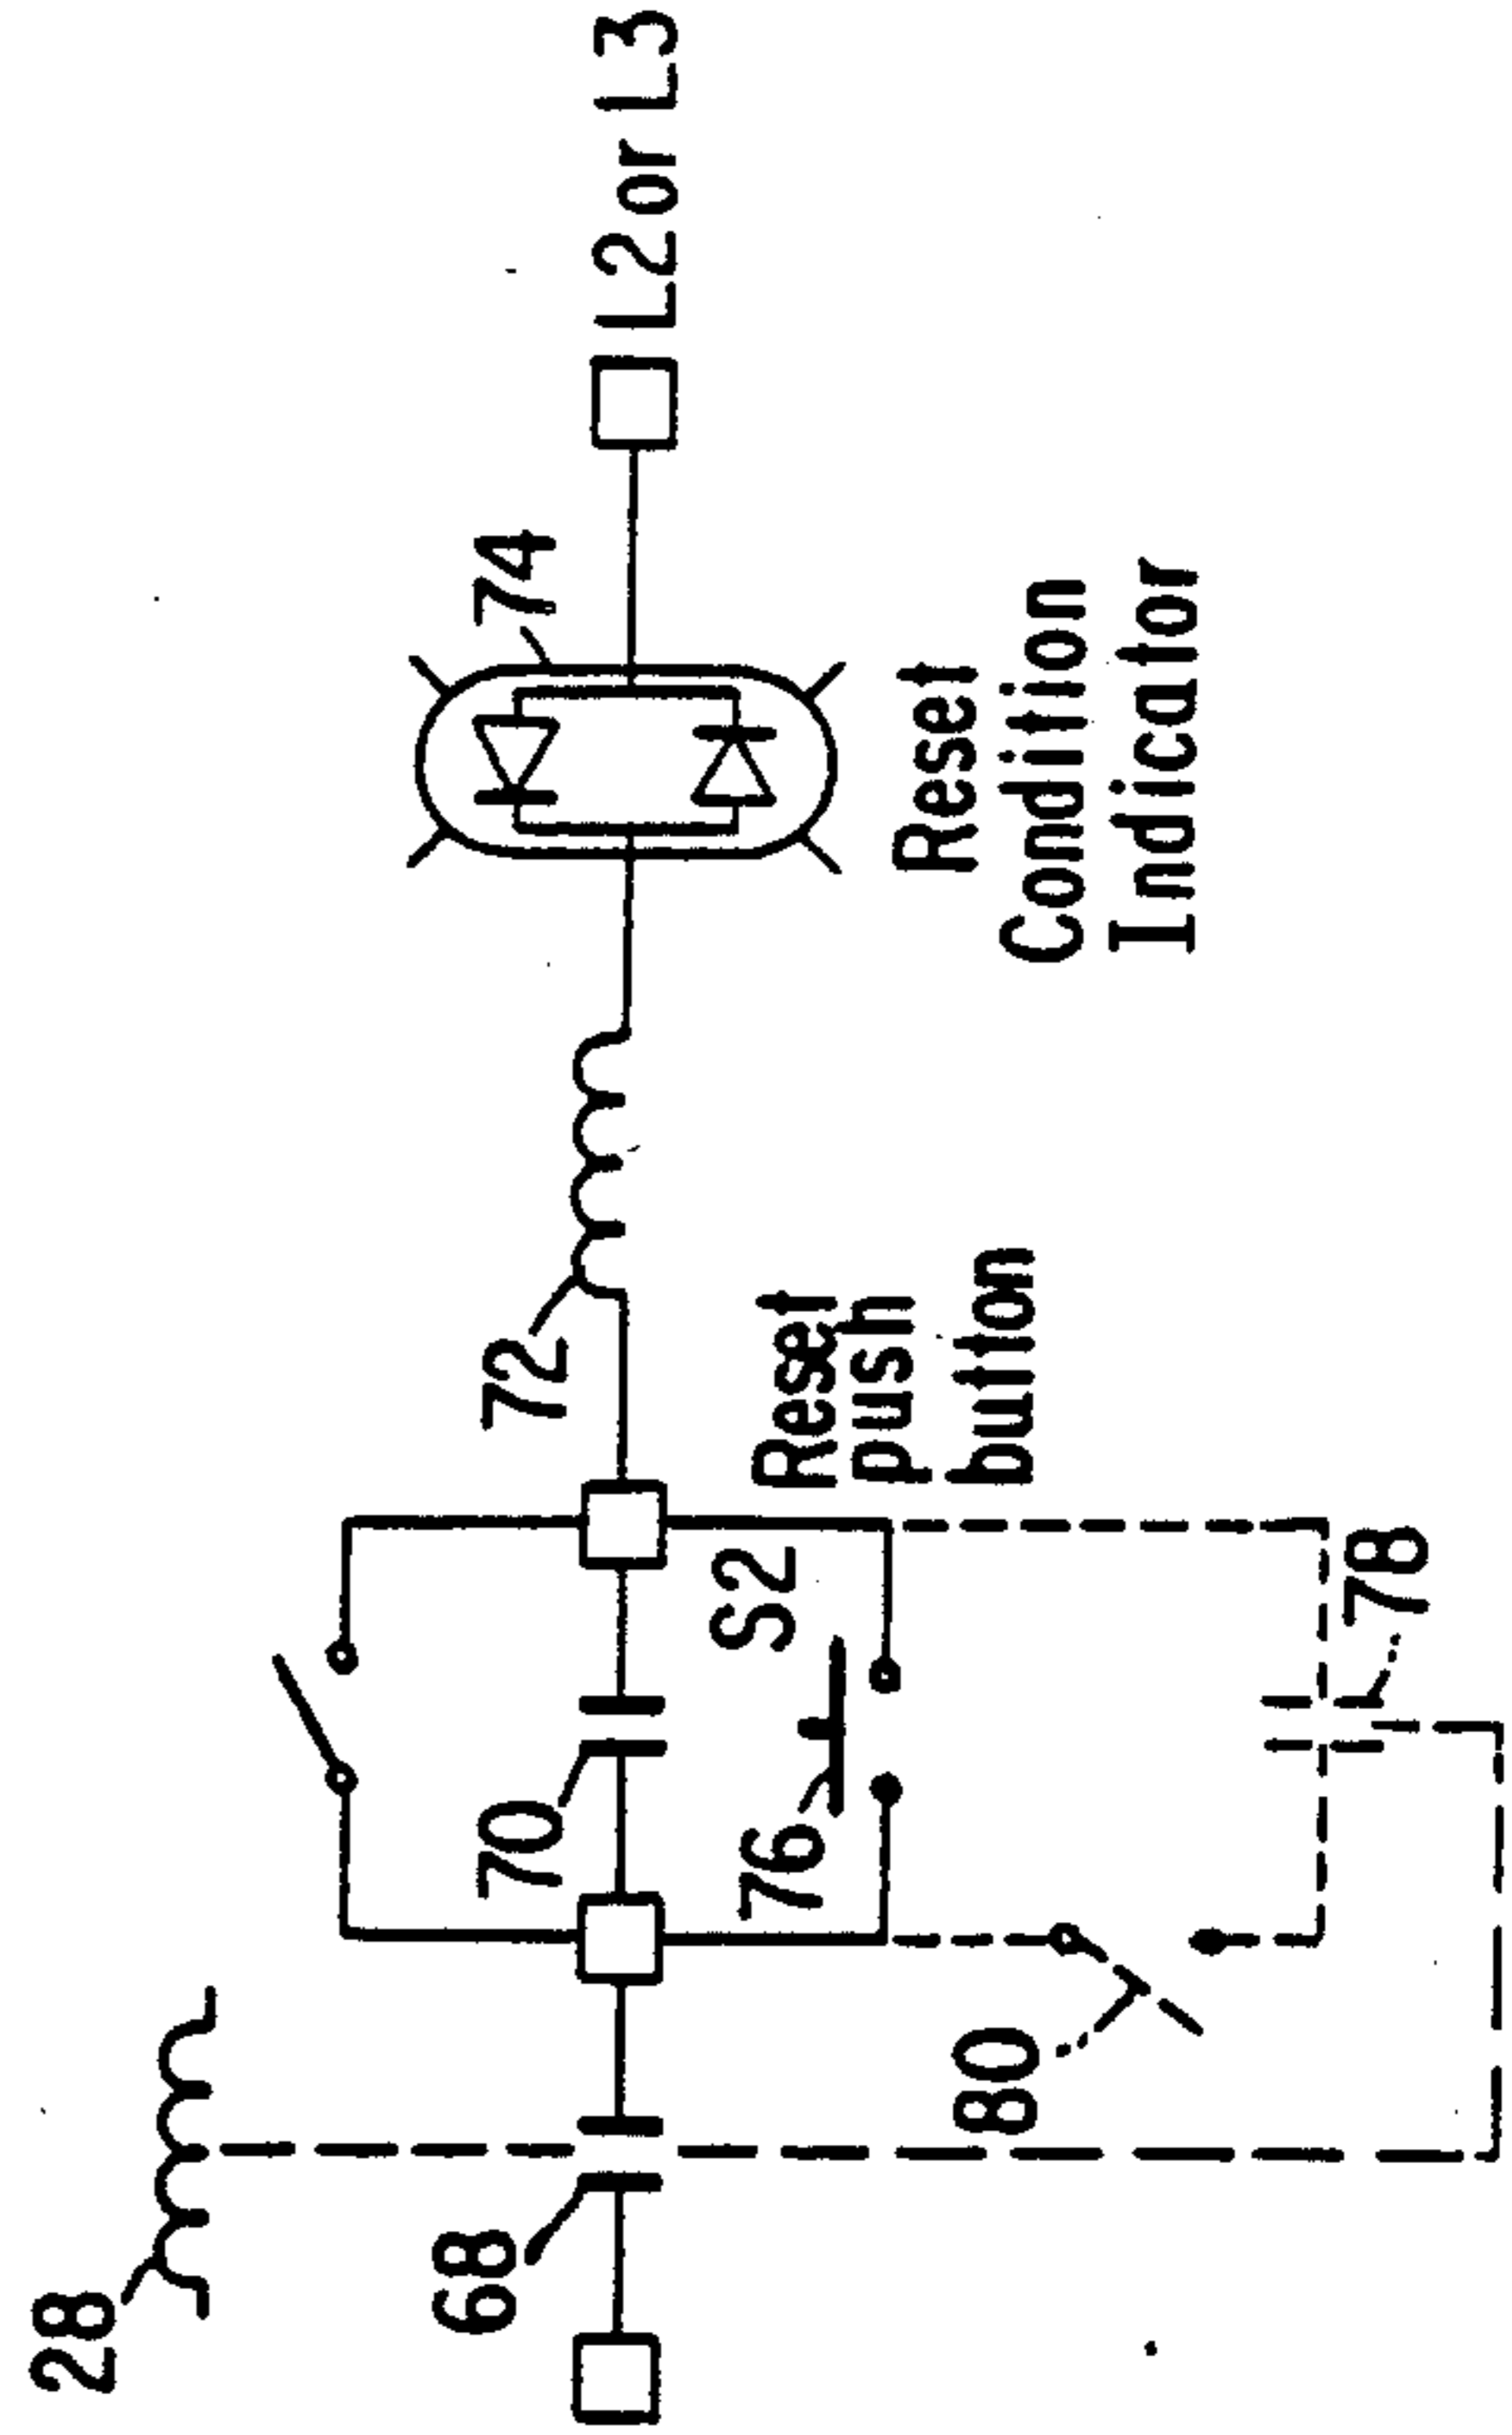 28
68
70
72
74
L2 or L3
S2
76
Reset
push
button
Reset
Condition
Indicator
80
78